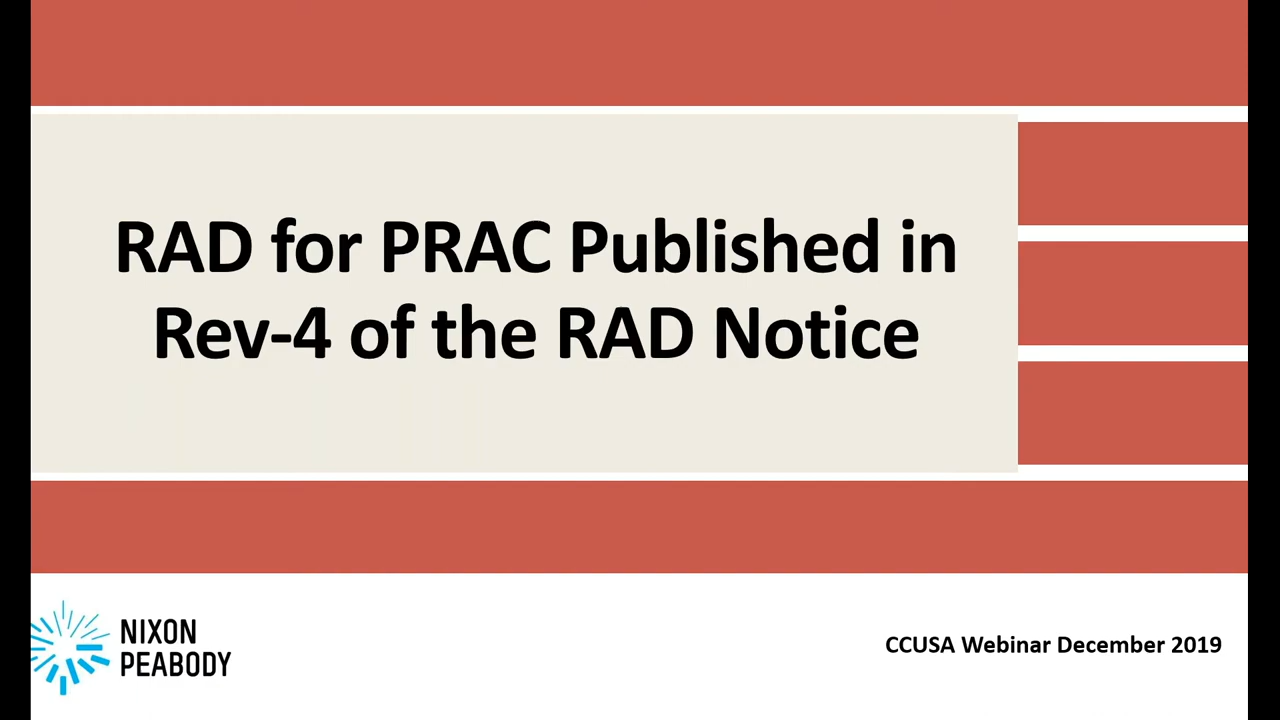 RAD for PRAC Published in
Rev-4 of the RAD Notice
NIXON
PEABODY
CCUSA Webinar December 2019